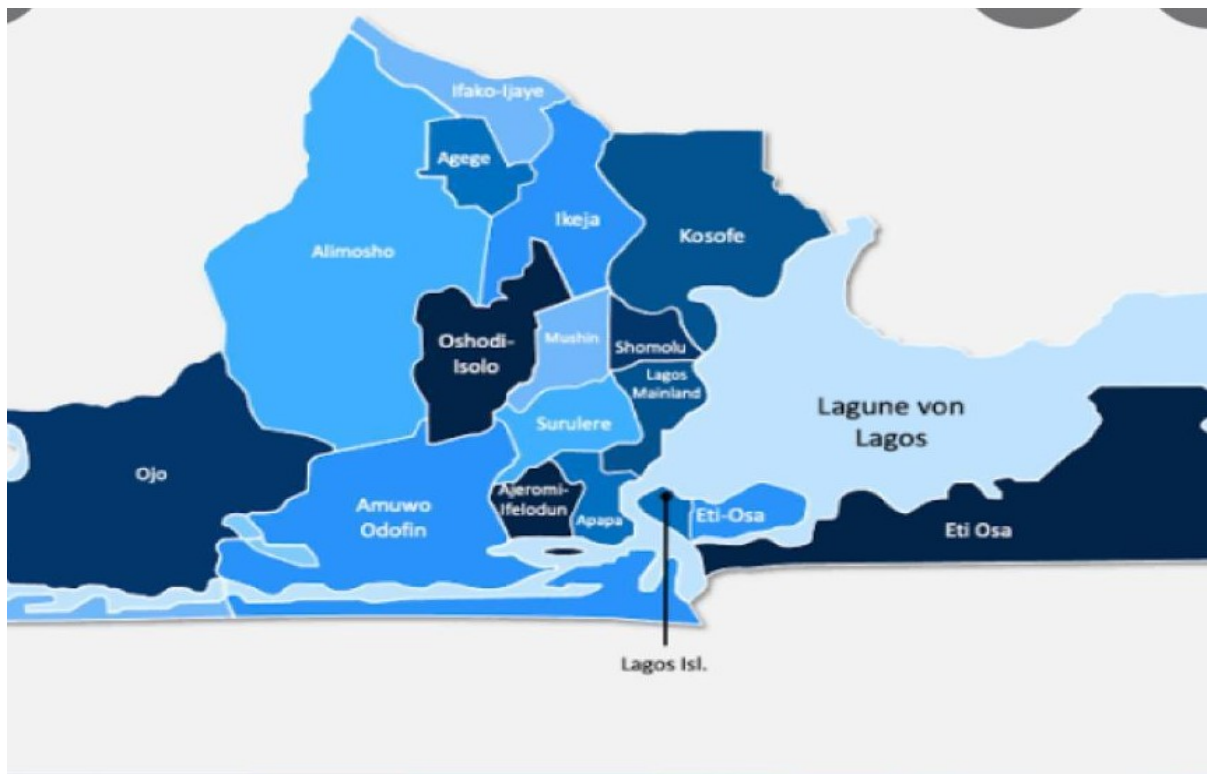 Ifako-Ijaye
Agege
Ikeja
Kosofe
Alimosho
Oshodi-
Isolo
Mushin
Shomolu
Lagos
Mainland
Lagune von
Lagos
Surulere
Ojo
Amuwo
Odofin
Ajeromi-
Ifelodun
Apapa
Eti-Osa
Eti Osa
Lagos Isl.